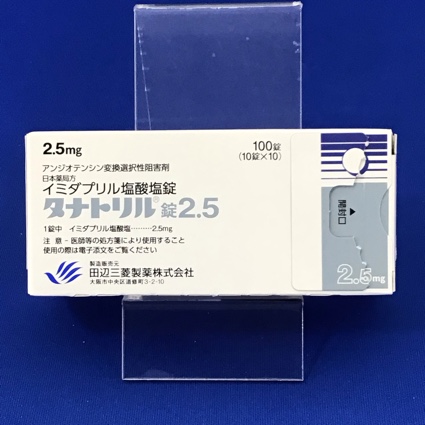 2.5mg
100錠
(10錠×10)
アンジオテンシン変換選択性阻害剤
日本薬局方
イミダプリル塩酸塩錠
タナトリル®錠2.5
1錠中 イミダプリル塩酸塩………2.5mg
注 意-医師等の処方箋により使用すること
使用の際は電子添文をご覧ください
製造販売元
田辺三菱製薬株式会社
大阪市中央区道修町3-2-10
開封口
2.5mg